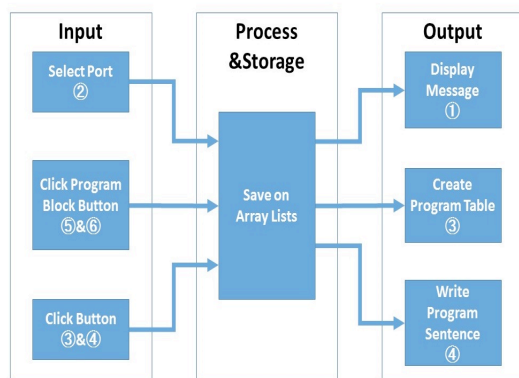 Input
Select Port
②
Click Program
Block Button
⑤&⑥
Click Button
③&④
Process
&Storage
Save on
Array Lists
Output
Display
Message
①
Create
Program Table
③
Write
Program
Sentence
④